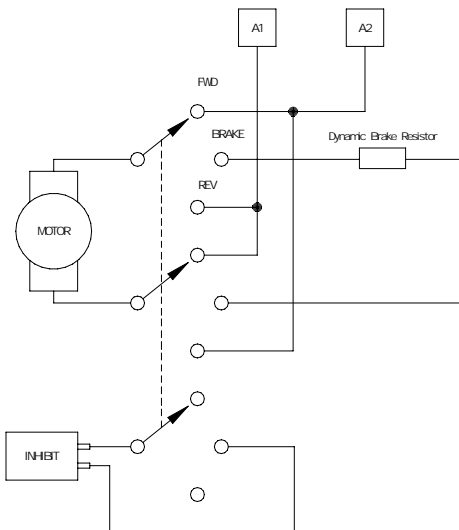 A1
A2
FWD
BRAKE
Dynamic Brake Resistor
REV
MOTOR
INHIBIT